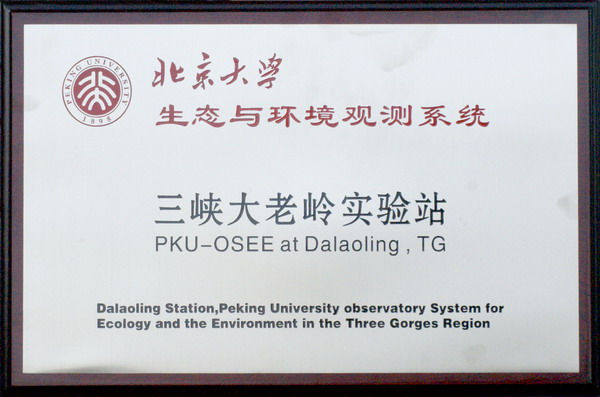 PEKING UNIVERSITY
1898
北京大学
生态与环境观测系统
三峡大老岭实验站
PKU-OSEE at Dalaoling , TG
Dalaoling Station,Peking University observatory System for
Ecology and the Environment in the Three Gorges Region